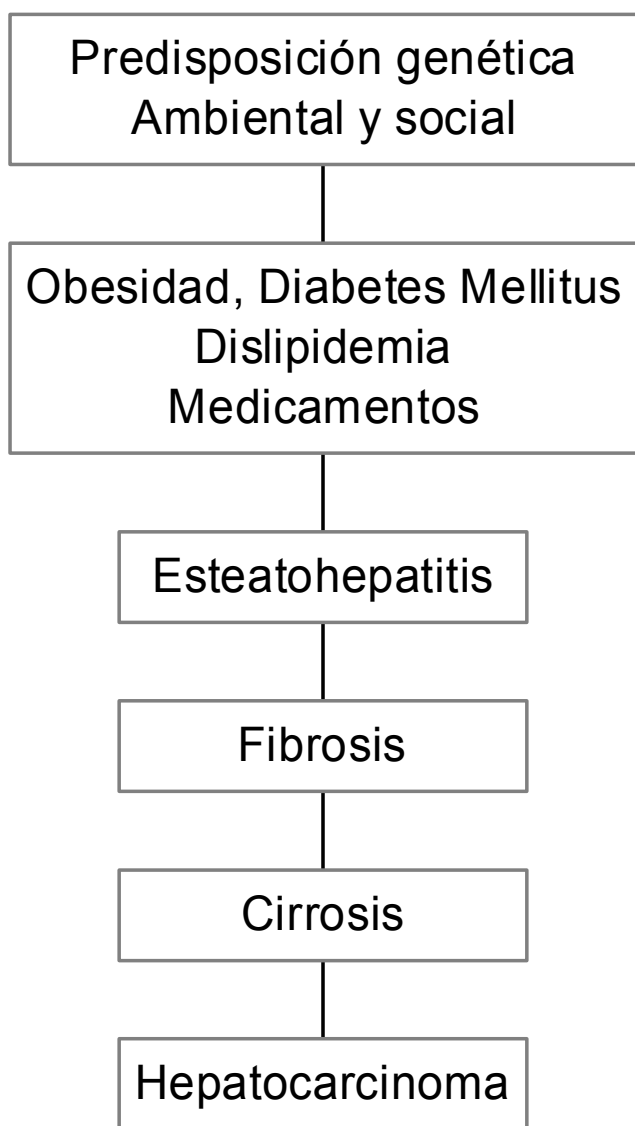 Predisposición genética
Ambiental y social
Obesidad, Diabetes Mellitus
Dislipidemia
Medicamentos
Esteatohepatitis
Fibrosis
Cirrosis
Hepatocarcinoma